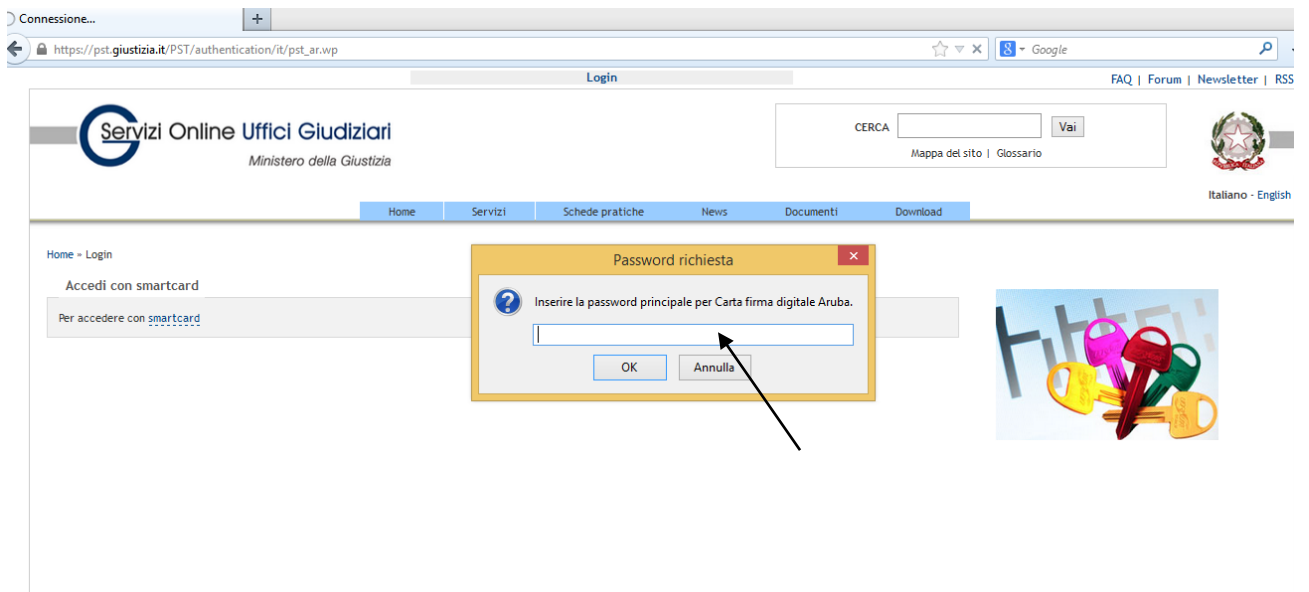 Connessione...
https://pst.giustizia.it/PST/authentication/it/pst_ar.wp
Google
Login
FAQ | Forum | Newsletter | RSS
Servizi Online Uffici Giudiziari
Ministero della Giustizia
CERCA
Vai
Mappa del sito | Glossario
Italiano - English
Home
Servizi
Schede pratiche
News
Documenti
Download
Home » Login
Accedi con smartcard
Per accedere con smartcard
Password richiesta
Inserire la password principale per Carta firma digitale Aruba.
OK
Annulla